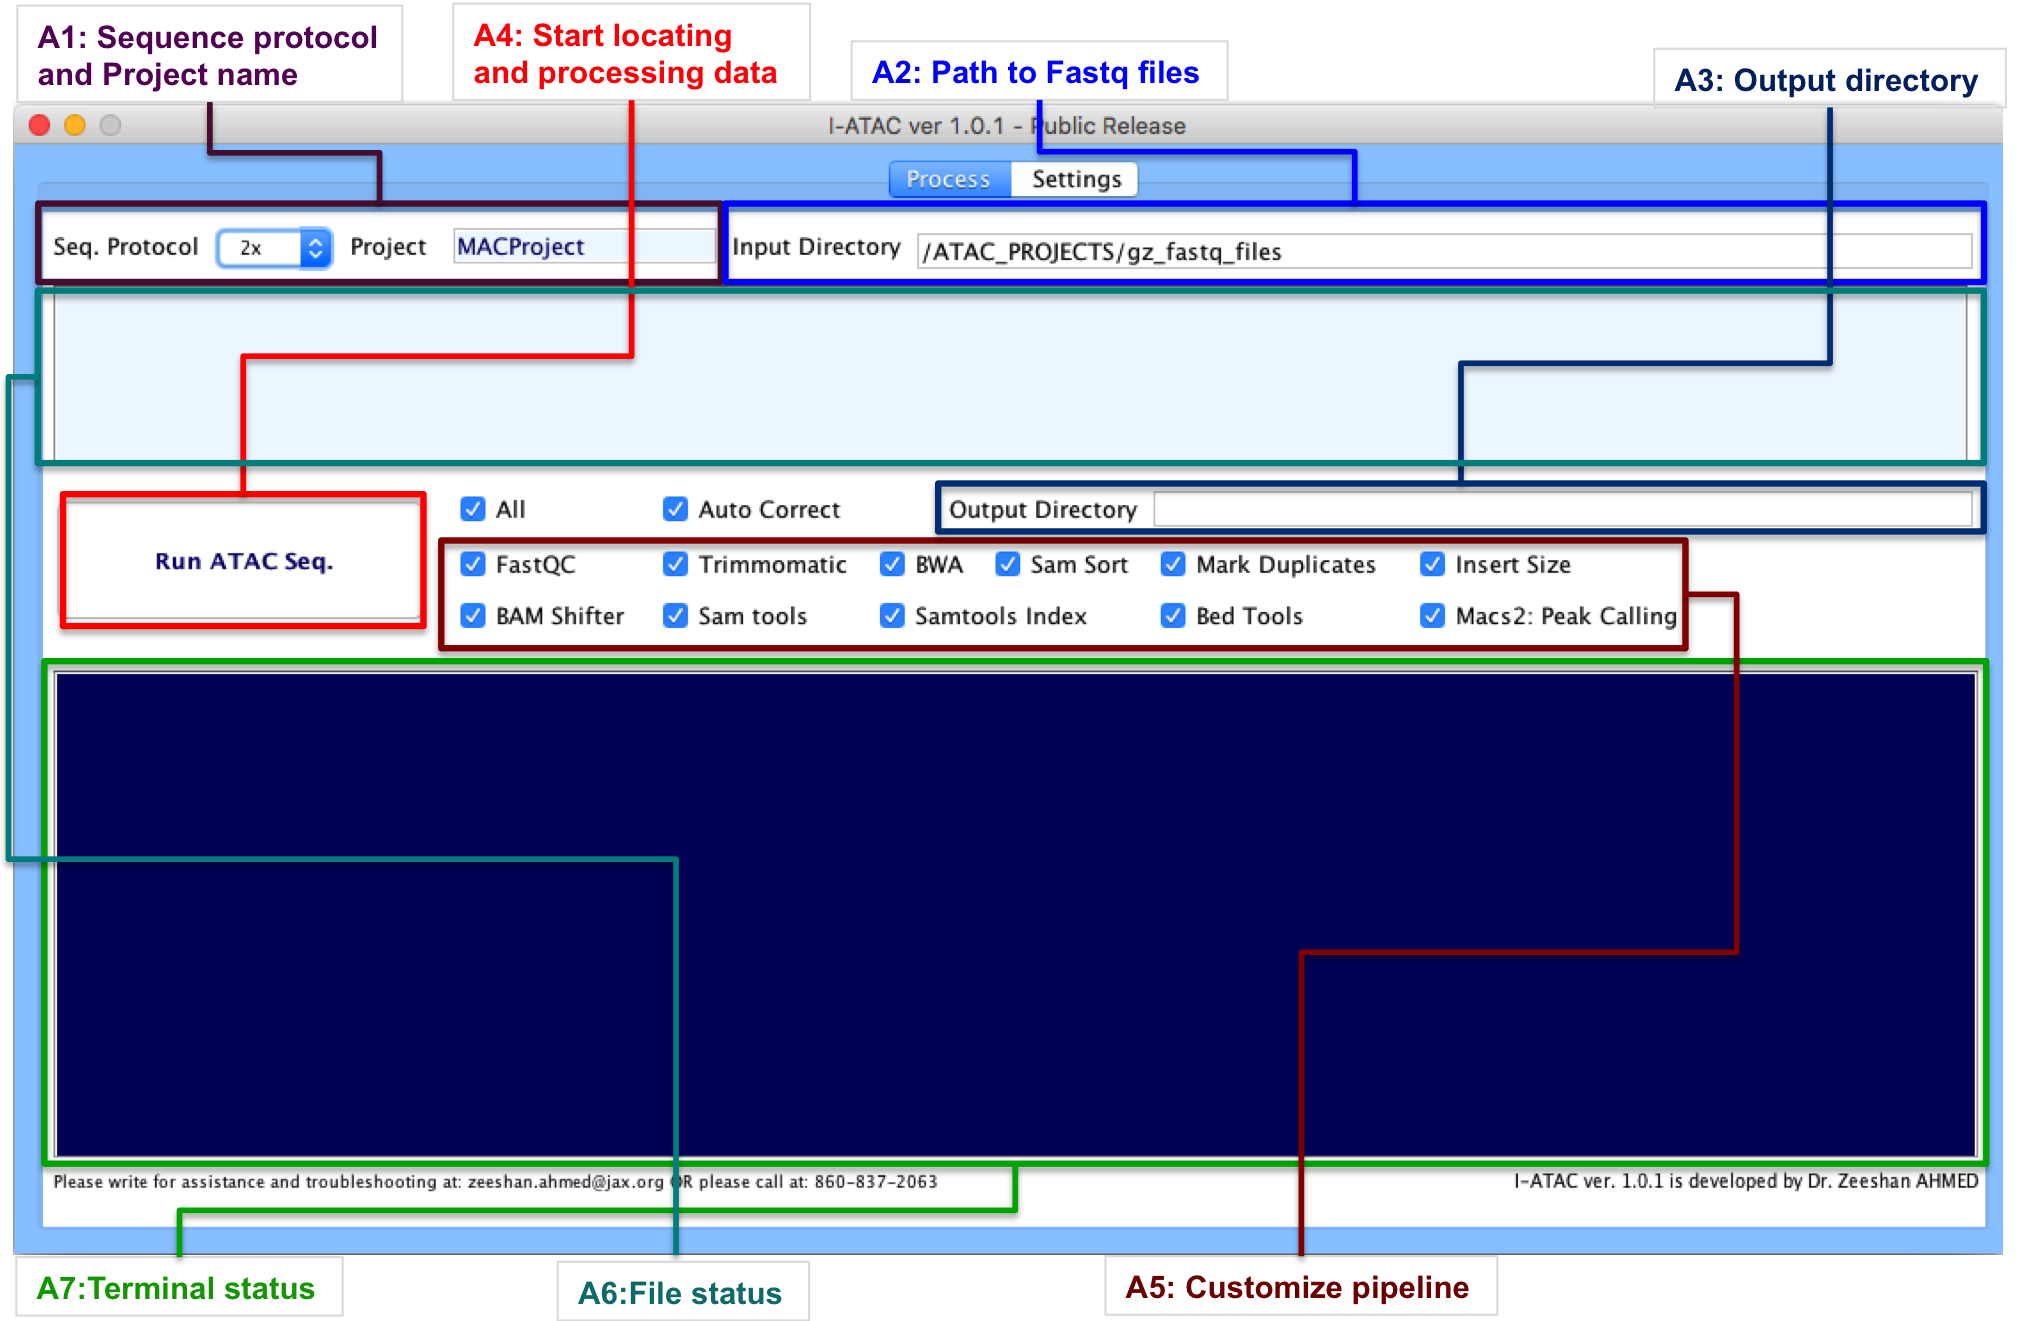 A1: Sequence protocol
and Project name
A4: Start locating
and processing data
A2: Path to Fastq files
A3: Output directory
I-ATAC ver 1.0.1 - Public Release
Process Settings
Seq. Protocol 2x Project MACProject Input Directory /ATAC_PROJECTS/gz_fastq_files
All Auto Correct Output Directory
Run ATAC Seq.
FastQC Trimmomatic BWA Sam Sort Mark Duplicates Insert Size
BAM Shifter Sam tools Samtools Index Bed Tools Macs2: Peak Calling
Please write for assistance and troubleshooting at: zeeshan.ahmed@jax.org OR please call at: 860-837-2063
I-ATAC ver. 1.0.1 is developed by Dr. Zeeshan AHMED
A7:Terminal status
A6:File status
A5: Customize pipeline